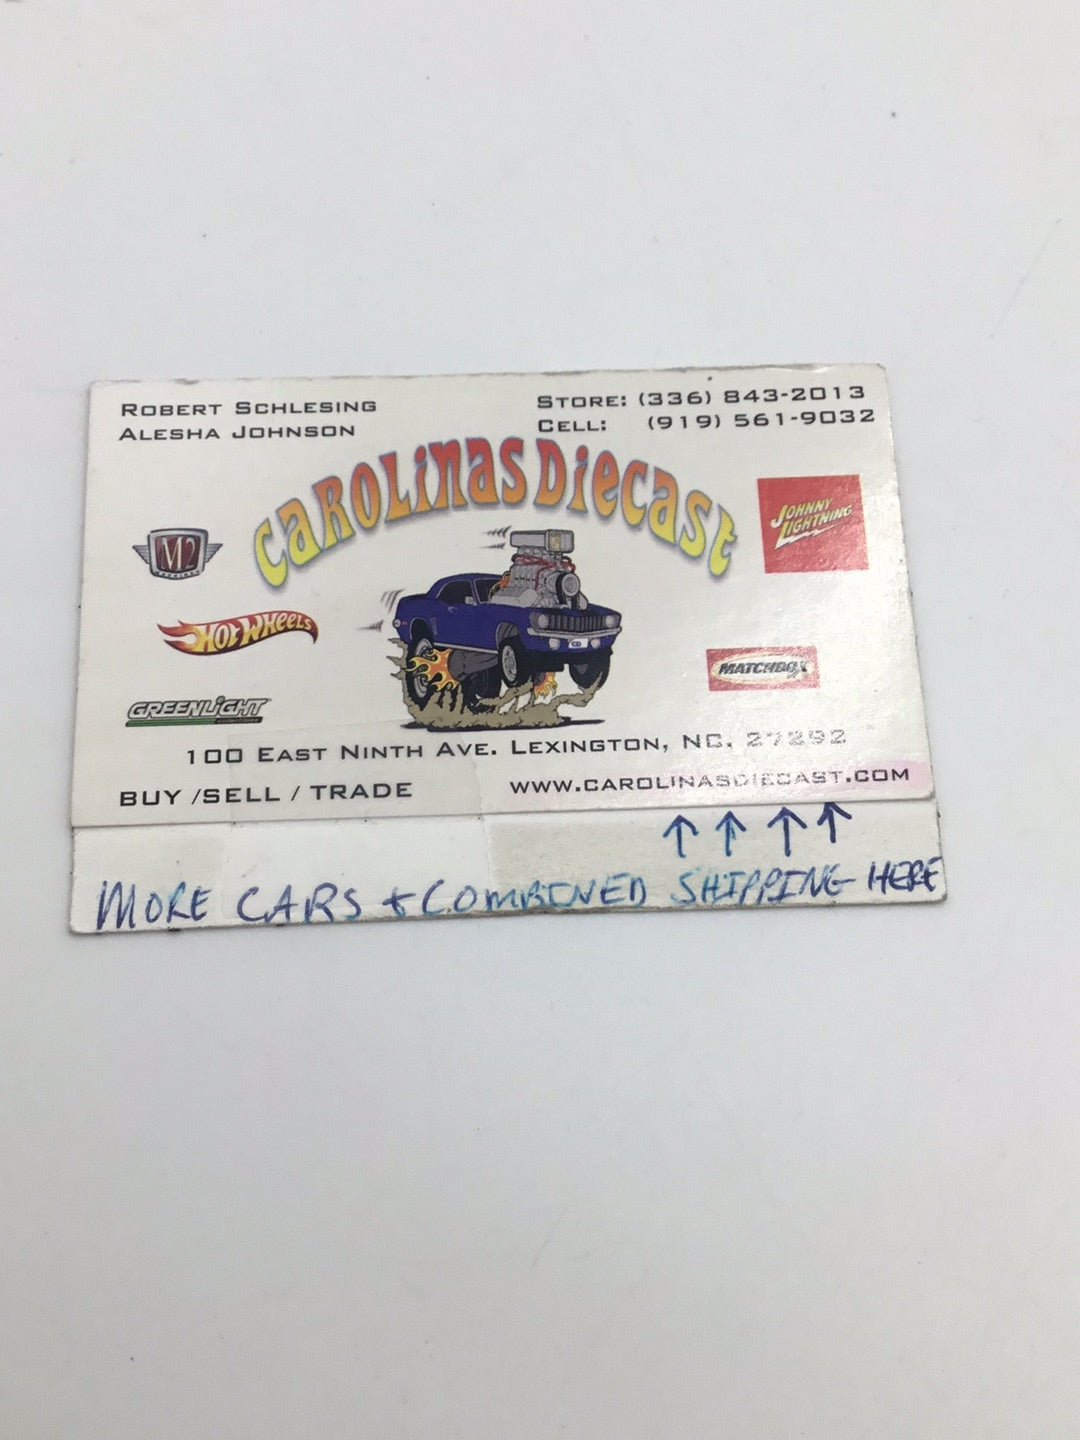 ROBERT SCHLESING
ALESHA JOHNSON
STORE: (336) 843-2013
CELL: (919) 561-9032
CAROLINAS DIECAST
M2
MACHINES
JOHNNY
LIGHTNING
HOT WHEELS
MATCHBOX
GREENLIGHT
100 EAST NINTH AVE. LEXINGTON, NC. 27292
BUY /SELL / TRADE
WWW.CAROLINASDIECAST.COM
MORE CARS + COMBINED SHIPPING HERE